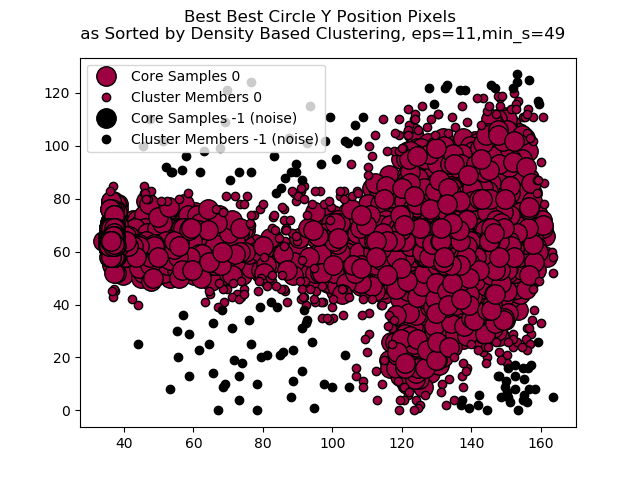 Best Best Circle Y Position Pixels
as Sorted by Density Based Clustering, eps=11,min_s=49
Core Samples 0
Cluster Members 0
Core Samples -1 (noise)
Cluster Members -1 (noise)
120
100
80
60
40
20
0
40 60 80 100 120 140 160